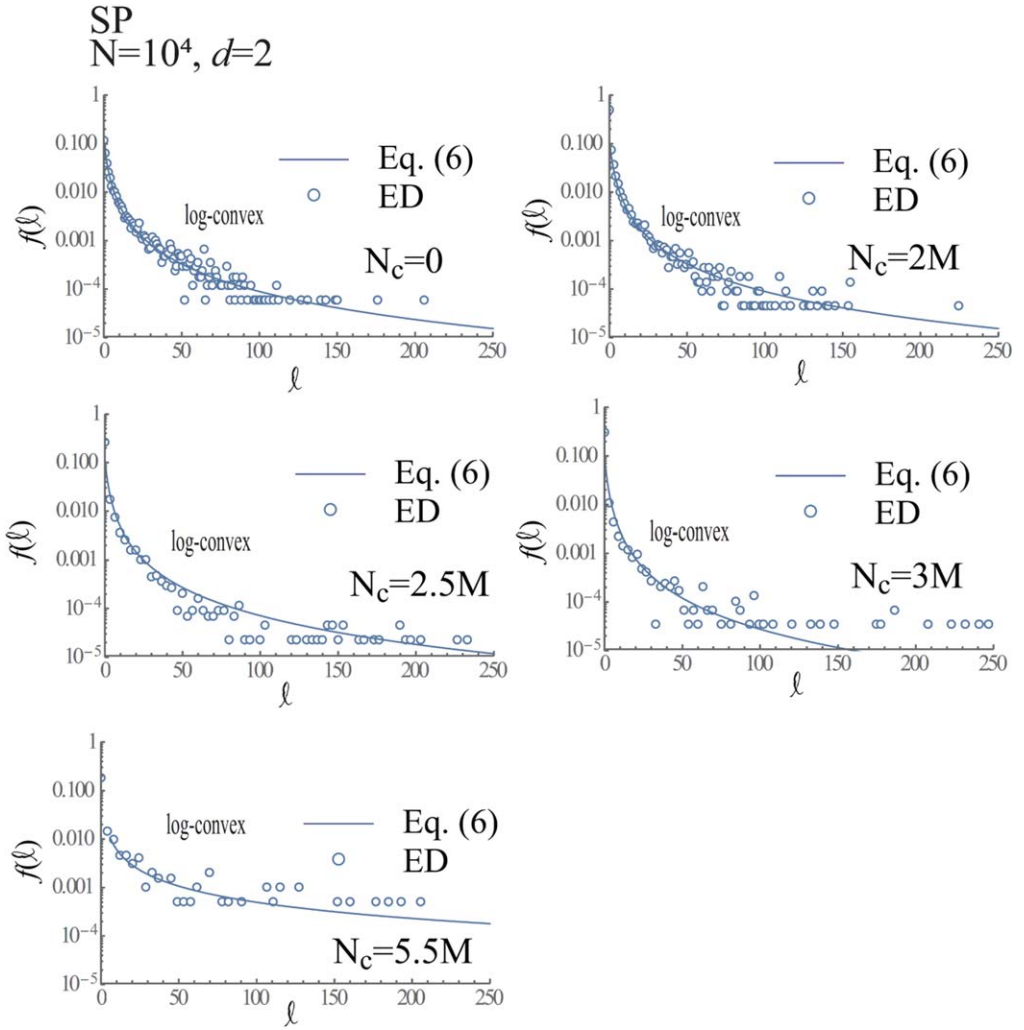 SP
N=10⁴, d=2
1
0.100
0.010
0.001
10⁻⁴
10⁻⁵
f(ℓ)
Eq. (6)
ED
log-convex
N_c=0
0 50 100 150 200 250
ℓ
1
0.100
0.010
0.001
10⁻⁴
10⁻⁵
f(ℓ)
Eq. (6)
ED
log-convex
N_c=2M
0 50 100 150 200 250
ℓ
1
0.100
0.010
0.001
10⁻⁴
10⁻⁵
f(ℓ)
Eq. (6)
ED
log-convex
N_c=2.5M
0 50 100 150 200 250
ℓ
1
0.100
0.010
0.001
10⁻⁴
10⁻⁵
f(ℓ)
Eq. (6)
ED
log-convex
N_c=3M
0 50 100 150 200 250
ℓ
1
0.100
0.010
0.001
10⁻⁴
10⁻⁵
f(ℓ)
Eq. (6)
ED
log-convex
N_c=5.5M
0 50 100 150 200 250
ℓ